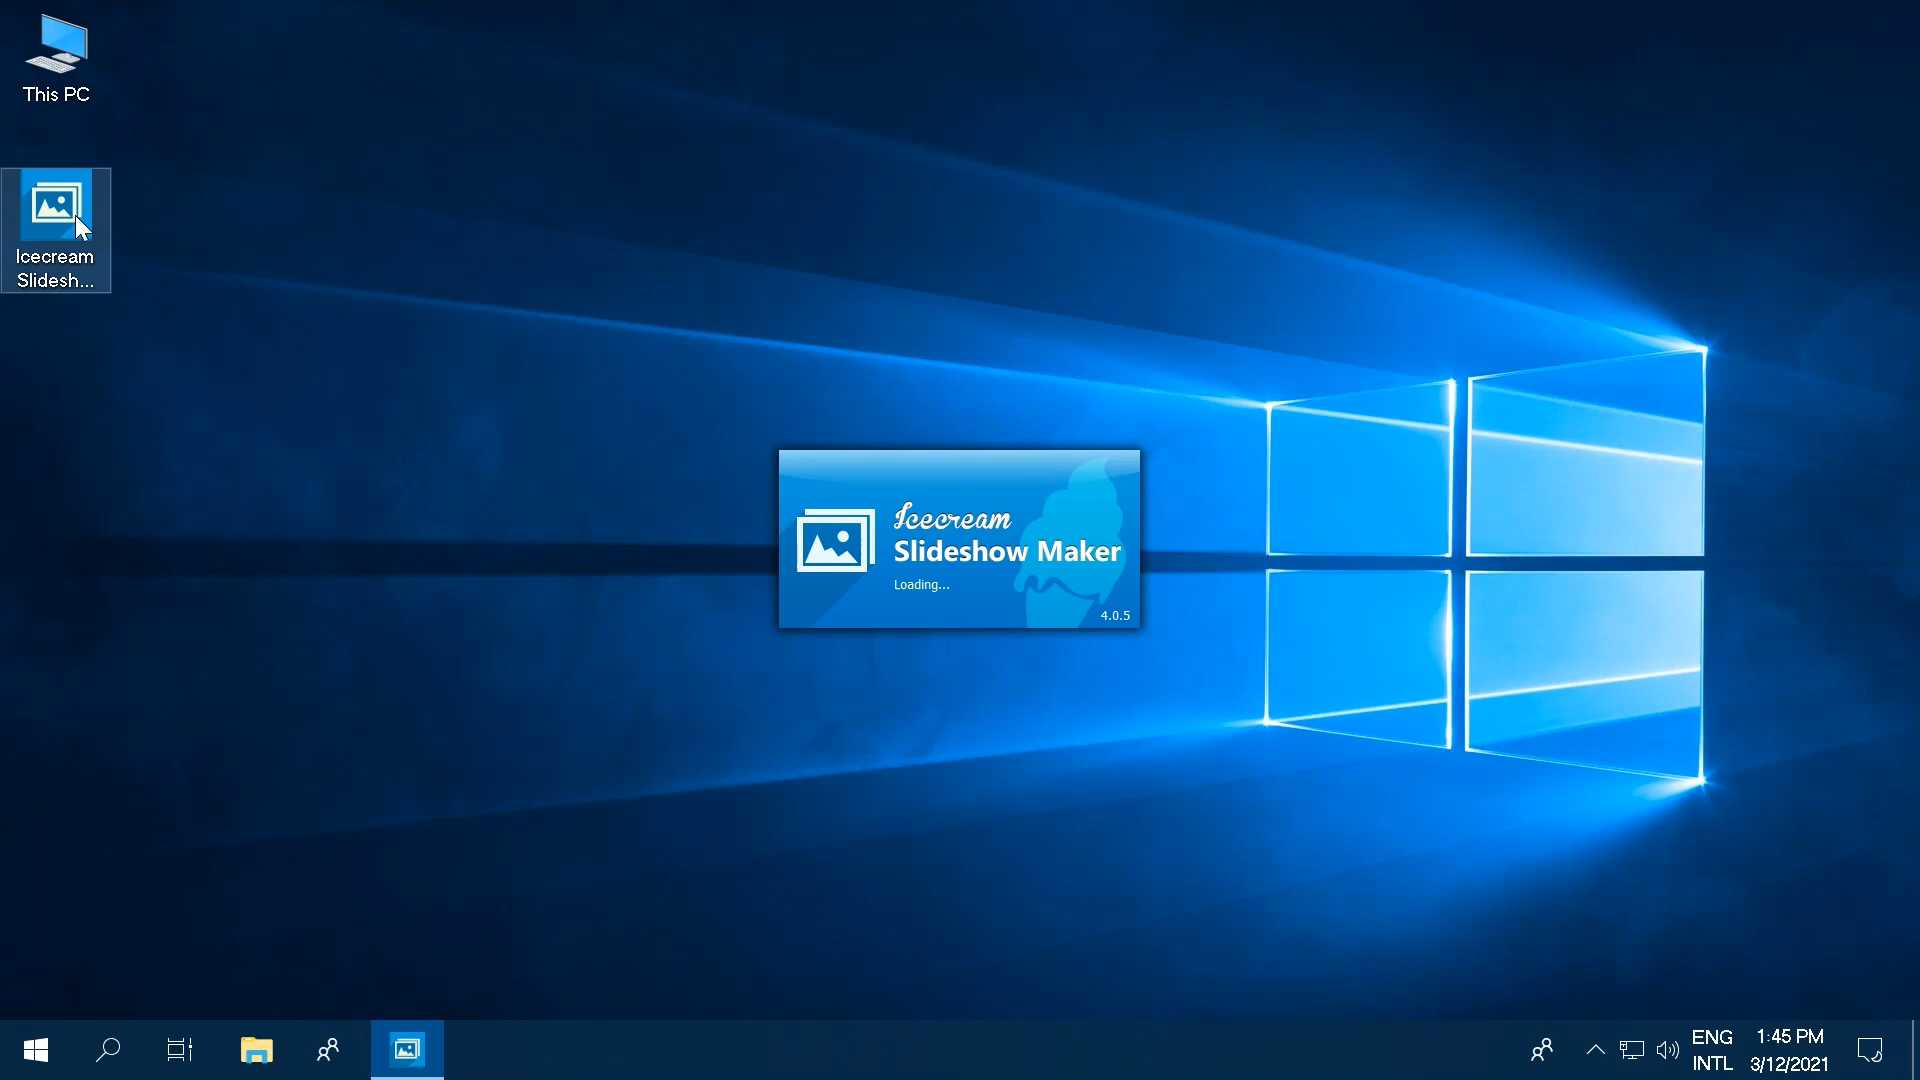 This PC
Icecream
Slidesh...
Icecream
Slideshow Maker
Loading...
4.0.5
ENG
INTL
1:45 PM
3/12/2021